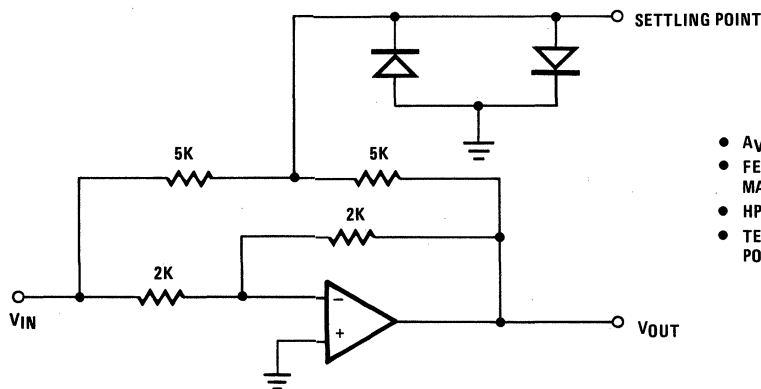 SETTLING POINT
5K
5K
2K
2K
−
+
VIN
VOUT
● AV
● FE
MA
● HP
● TE
PO